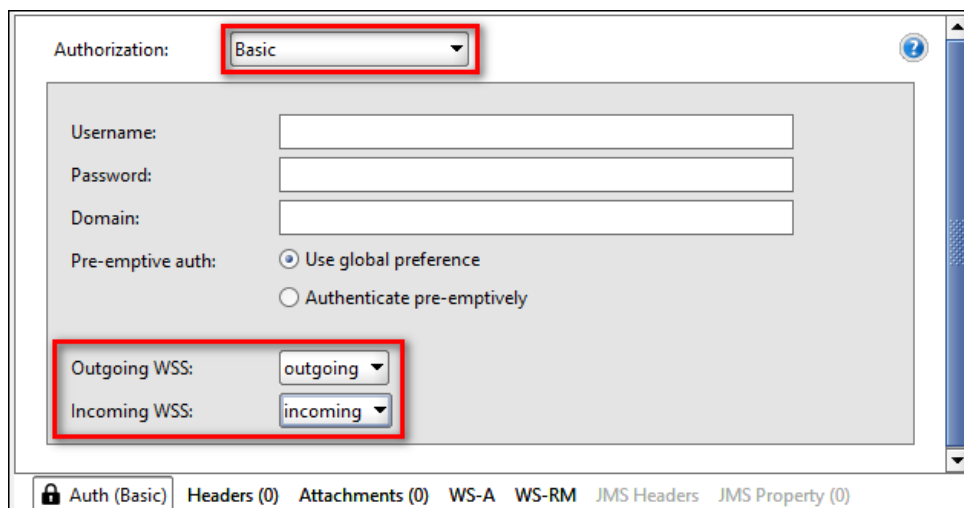 Authorization: Basic
?
Username:
Password:
Domain:
Pre-emptive auth: Use global preference
Authenticate pre-emptively
Outgoing WSS: outgoing
Incoming WSS: incoming
Auth (Basic) Headers (0) Attachments (0) WS-A WS-RM JMS Headers JMS Property (0)